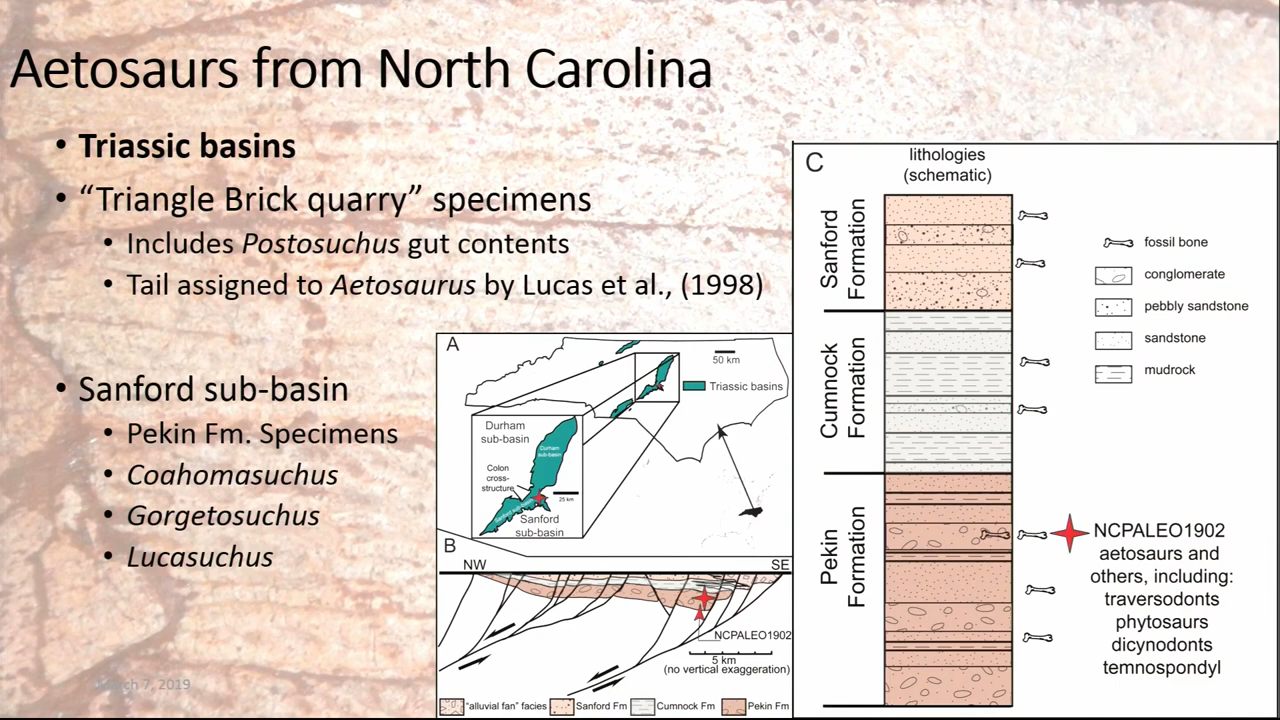 Aetosaurs from North Carolina
• Triassic basins
• “Triangle Brick quarry” specimens
• Includes Postosuchus gut contents
• Tail assigned to Aetosaurus by Lucas et al., (1998)
• Sanford sub-basin
• Pekin Fm. Specimens
• Coahomasuchus
• Gorgetosuchus
• Lucasuchus
March 7, 2019
A
50 km
Triassic basins
Durham
sub-basin
Durham
sub-basin
Colon
cross-
structure
25 km
Sanford sub-basin
Sanford
sub-basin
B
NW
SE
NCPALEO1902
5 km
(no vertical exaggeration)
"alluvial fan" facies
Sanford Fm
Cumnock Fm
Pekin Fm
C
lithologies
(schematic)
Sanford
Formation
Cumnock
Formation
Pekin
Formation
fossil bone
conglomerate
pebbly sandstone
sandstone
mudrock
NCPALEO1902
aetosaurs and
others, including:
traversodonts
phytosaurs
dicynodonts
temnospondyl